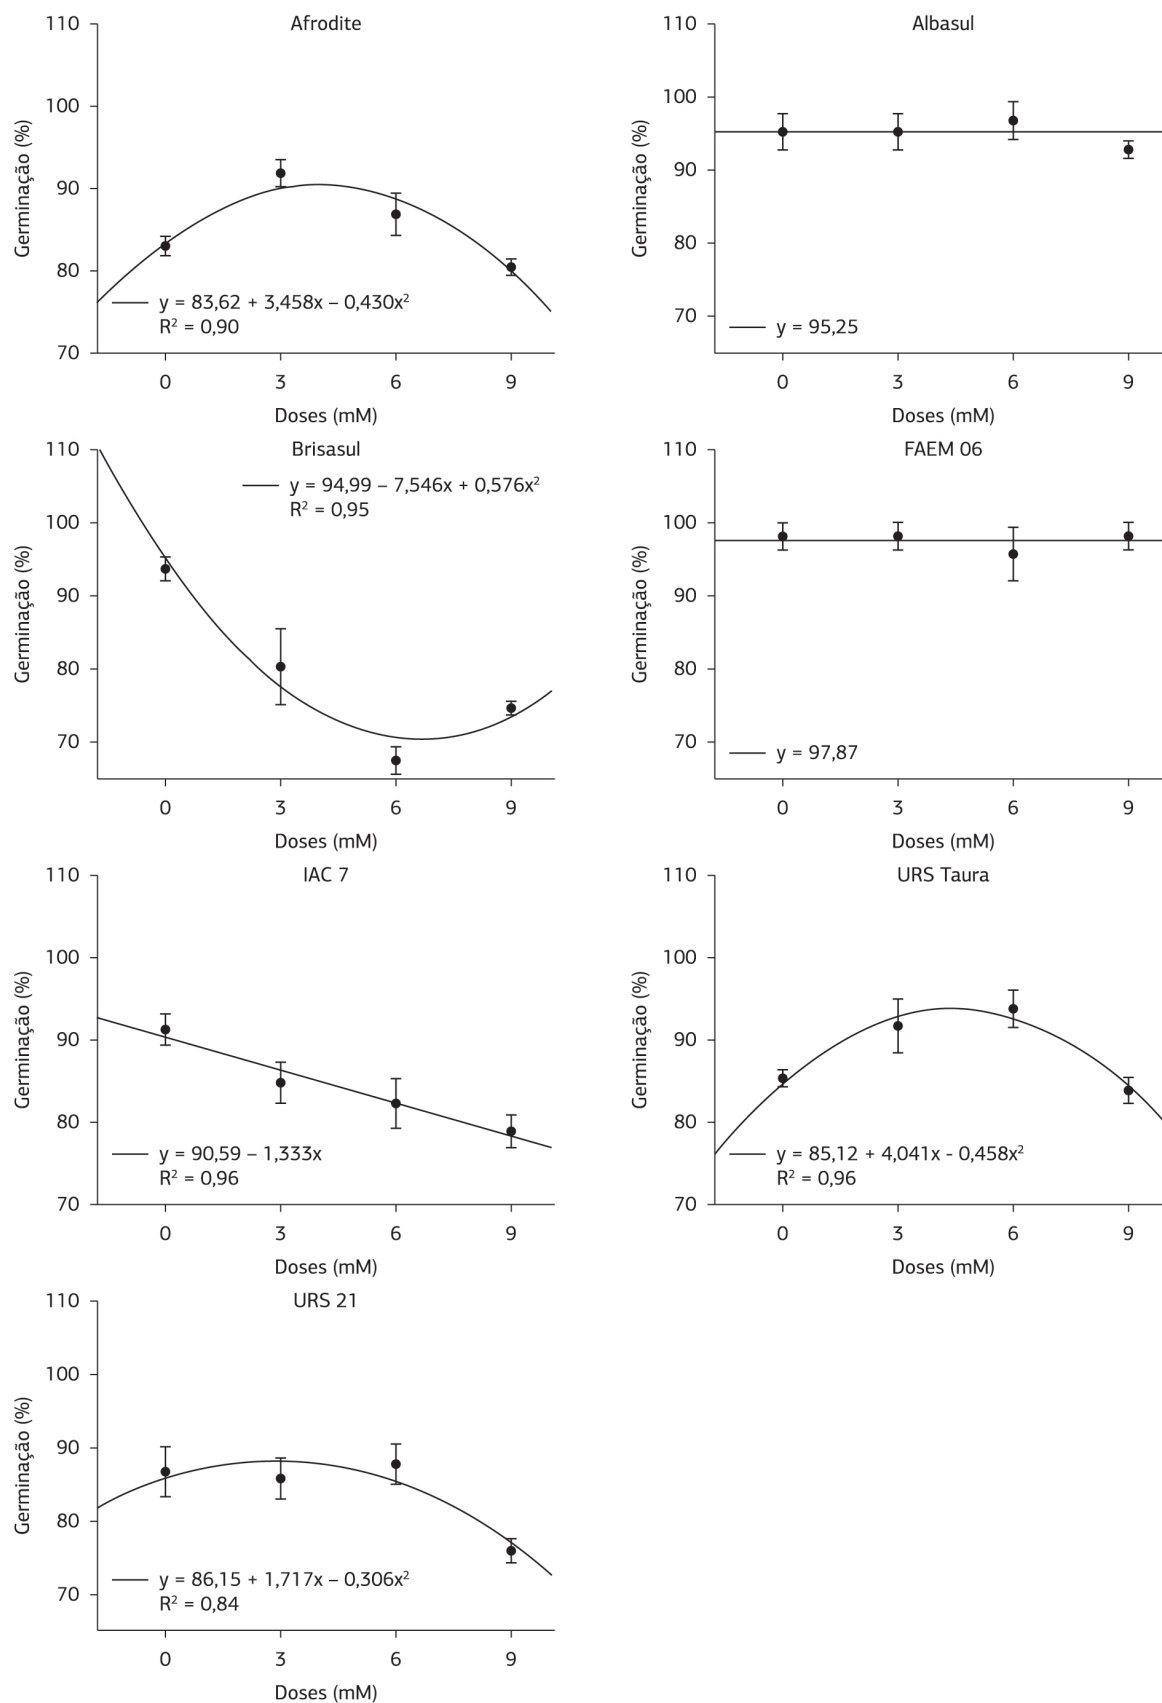 Afrodite
110
100
90
80
70
Germinação (%)
y = 83,62 + 3,458x – 0,430x²
R² = 0,90
0 3 6 9
Doses (mM)
Albasul
110
100
90
80
70
Germinação (%)
y = 95,25
0 3 6 9
Doses (mM)
Brisasul
110
100
90
80
70
Germinação (%)
y = 94,99 – 7,546x + 0,576x²
R² = 0,95
0 3 6 9
Doses (mM)
FAEM 06
110
100
90
80
70
Germinação (%)
y = 97,87
0 3 6 9
Doses (mM)
IAC 7
110
100
90
80
70
Germinação (%)
y = 90,59 – 1,333x
R² = 0,96
0 3 6 9
Doses (mM)
URS Taura
110
100
90
80
70
Germinação (%)
y = 85,12 + 4,041x - 0,458x²
R² = 0,96
0 3 6 9
Doses (mM)
URS 21
110
100
90
80
70
Germinação (%)
y = 86,15 + 1,717x – 0,306x²
R² = 0,84
0 3 6 9
Doses (mM)